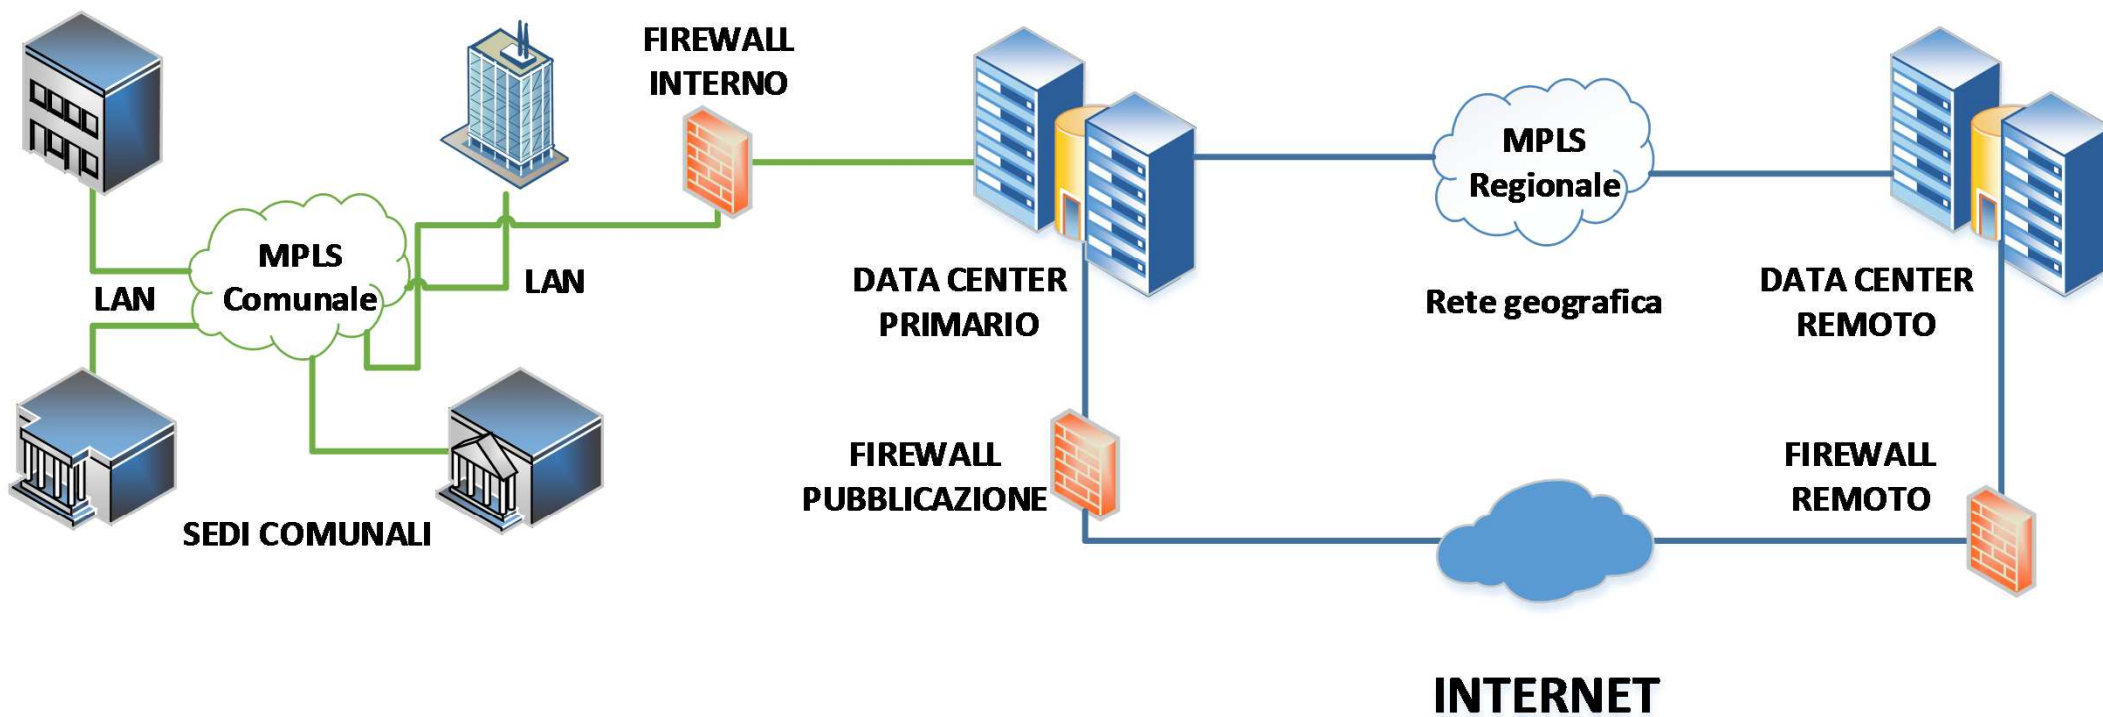 FIREWALL
INTERNO
MPLS
Comunale
LAN
LAN
SEDI COMUNALI
DATA CENTER
PRIMARIO
MPLS
Regionale
Rete geografica
DATA CENTER
REMOTO
FIREWALL
PUBBLICAZIONE
FIREWALL
REMOTO
INTERNET